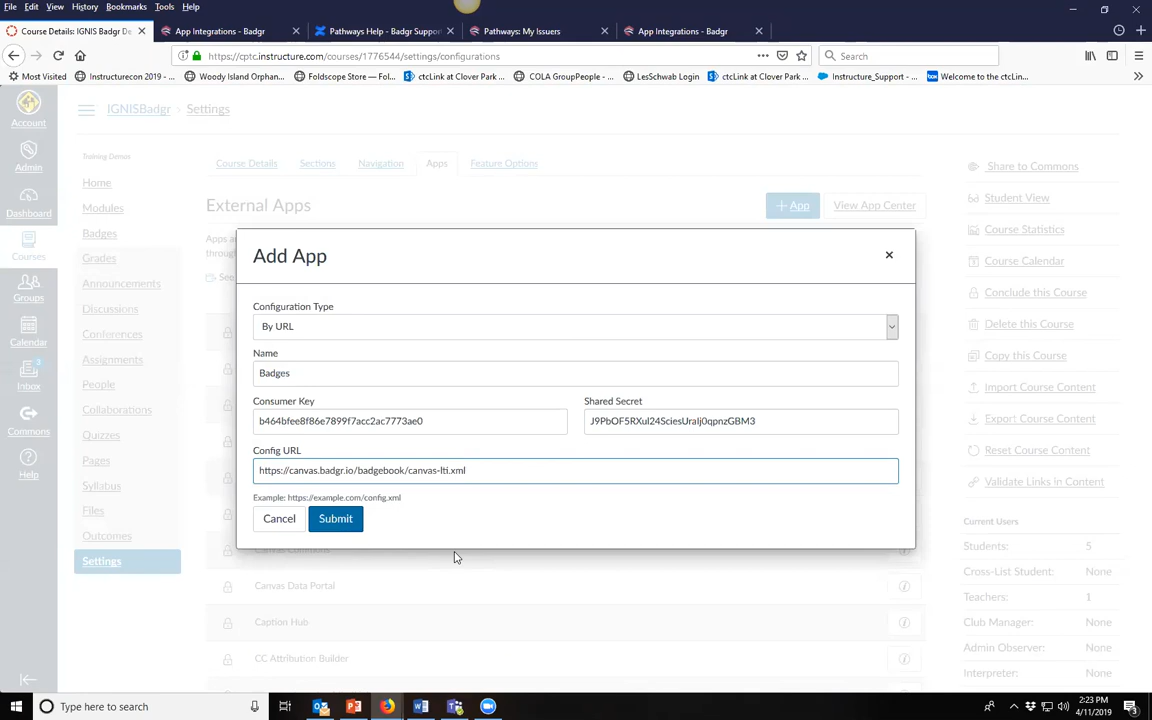 File Edit View History Bookmarks Tools Help
Course Details: IGNIS Badgr De
App Integrations - Badgr
Pathways Help - Badgr Support
Pathways: My Issuers
App Integrations - Badgr
https://cptc.instructure.com/courses/1776544/settings/configurations
Search
Most Visited
Instructurecon 2019 - ...
Woody Island Orphan...
Foldscope Store — Fol...
ctcLink at Clover Park ...
COLA GroupPeople - ...
LesSchwab Login
ctcLink at Clover Park ...
Instructure_Support - ...
Welcome to the ctcLin...
Account
Admin
Dashboard
Courses
Groups
Calendar
3
Inbox
Commons
Help
IGNISBadgr › Settings
Training Demos
Home
Modules
Badges
Grades
Announcements
Discussions
Conferences
Assignments
People
Collaborations
Quizzes
Pages
Syllabus
Files
Outcomes
Settings
Course Details Sections Navigation Apps Feature Options
External Apps
+ App
View App Center
Apps a
through
See
Add App
×
Configuration Type
By URL
Name
Badges
Consumer Key
b464bfee8f86e7899f7acc2ac7773ae0
Shared Secret
J9PbOF5RXul24SciesUralj0qpnzGBM3
Config URL
https://canvas.badgr.io/badgebook/canvas-lti.xml
Example: https://example.com/config.xml
Cancel
Submit
Canvas Commons
Canvas Data Portal
Caption Hub
CC Attribution Builder
Share to Commons
Student View
Course Statistics
Course Calendar
Conclude this Course
Delete this Course
Copy this Course
Import Course Content
Export Course Content
Reset Course Content
Validate Links in Content
Current Users
Students: 5
Cross-List Student: None
Teachers: 1
Club Manager: None
Admin Observer: None
Interpreter: None
Type here to search
2:23 PM
4/11/2019
3